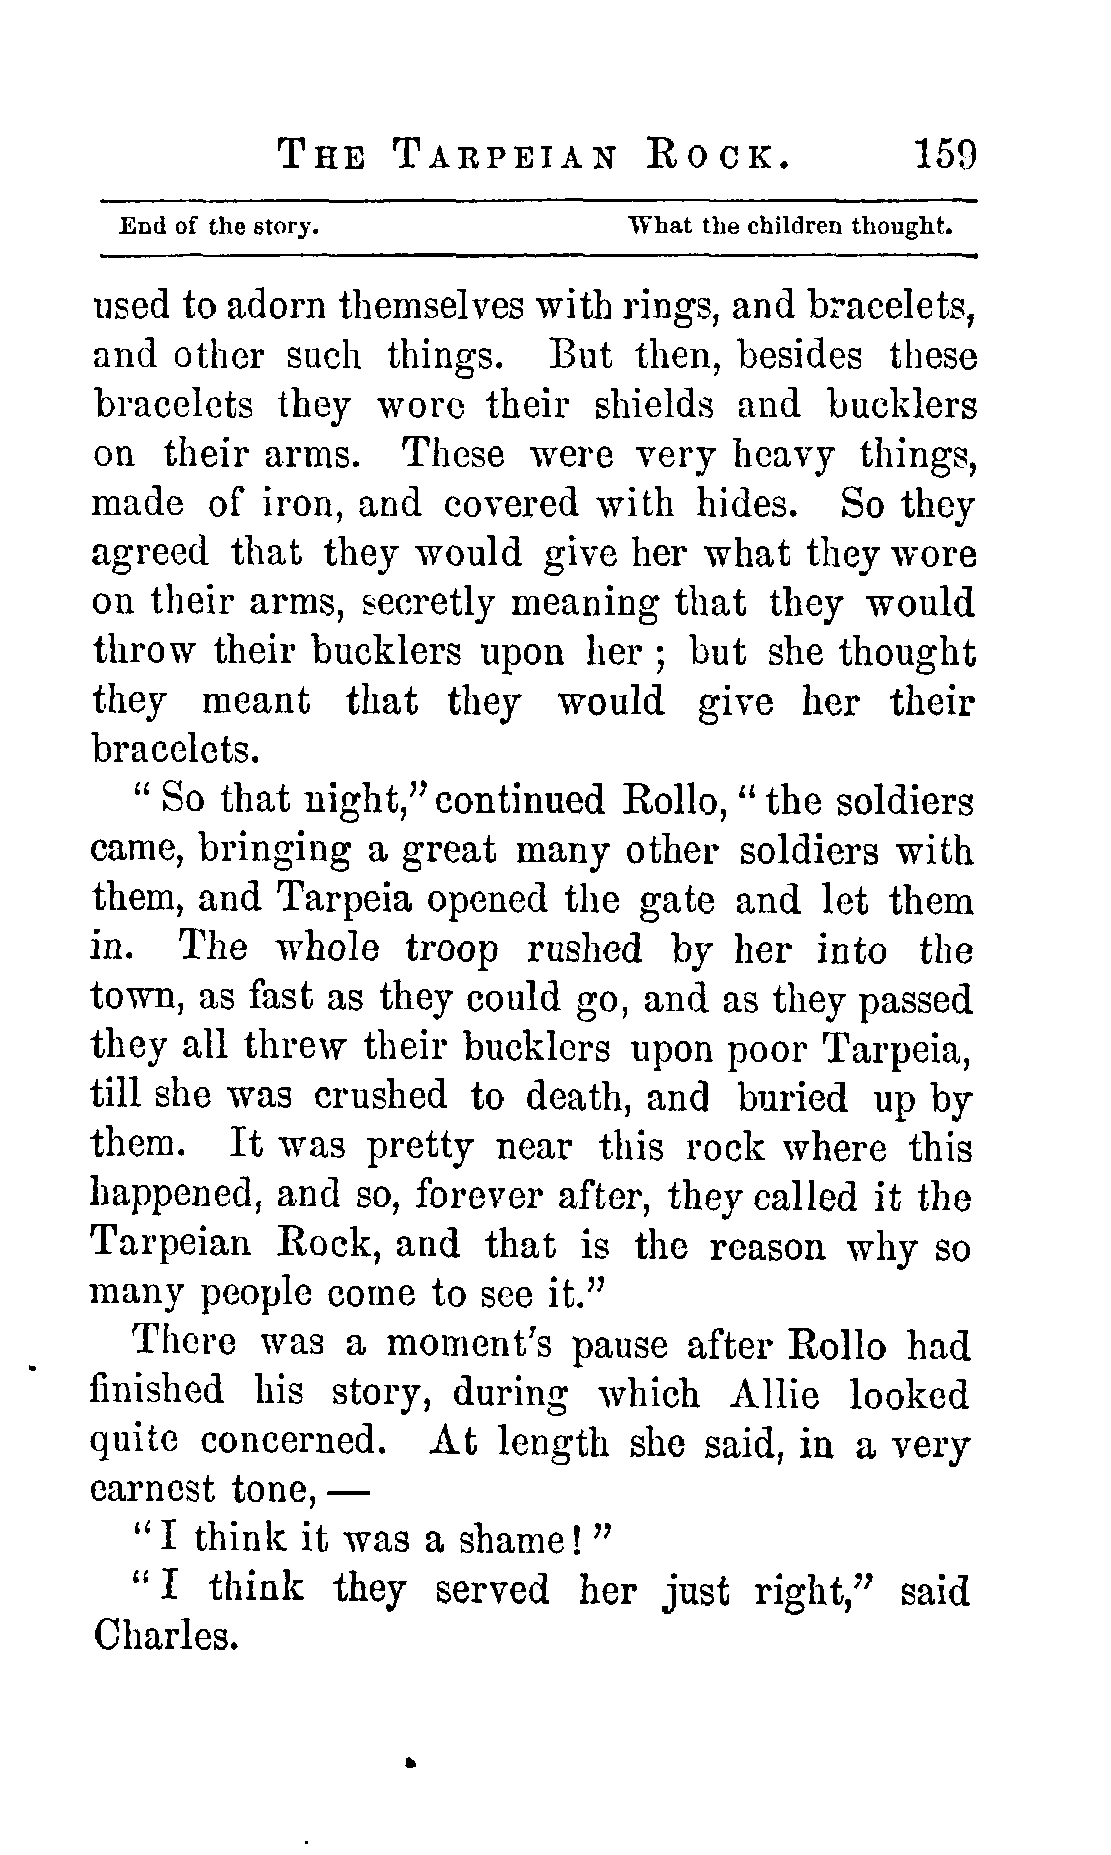 THE TARPEIAN ROCK. 159
End of the story. What the children thought.
used to adorn themselves with rings, and bracelets,
and other such things. But then, besides these
bracelets they wore their shields and bucklers
on their arms. These were very heavy things,
made of iron, and covered with hides. So they
agreed that they would give her what they wore
on their arms, secretly meaning that they would
throw their bucklers upon her ; but she thought
they meant that they would give her their
bracelets.
“ So that night,” continued Rollo, “ the soldiers
came, bringing a great many other soldiers with
them, and Tarpeia opened the gate and let them
in. The whole troop rushed by her into the
town, as fast as they could go, and as they passed
they all threw their bucklers upon poor Tarpeia,
till she was crushed to death, and buried up by
them. It was pretty near this rock where this
happened, and so, forever after, they called it the
Tarpeian Rock, and that is the reason why so
many people come to see it.”
There was a moment's pause after Rollo had
finished his story, during which Allie looked
quite concerned. At length she said, in a very
earnest tone, —
“ I think it was a shame ! ”
“ I think they served her just right,” said
Charles.